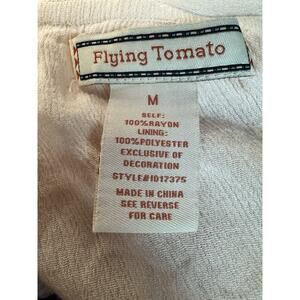 Flying Tomato
M
SELF:
100%RAYON
LINING:
100%POLYESTER
EXCLUSIVE OF
DECORATION
STYLE#ID17375
MADE IN CHINA
SEE REVERSE
FOR CARE